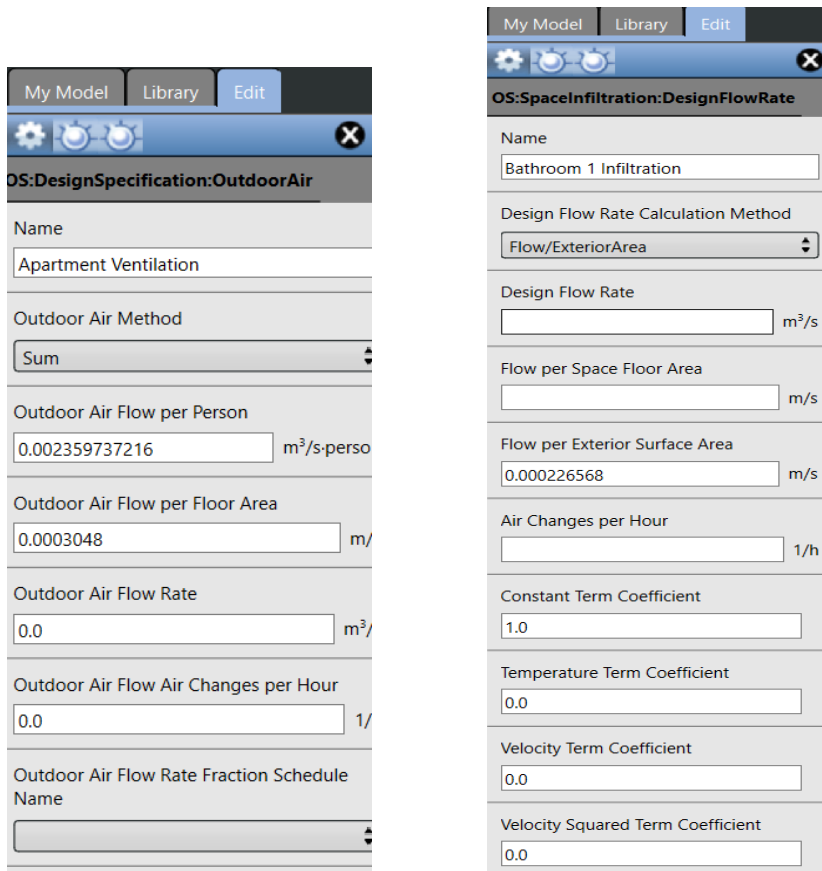 My Model Library Edit
OS:DesignSpecification:OutdoorAir
Name
Apartment Ventilation
Outdoor Air Method
Sum
Outdoor Air Flow per Person
0.002359737216 m³/s·perso
Outdoor Air Flow per Floor Area
0.0003048 m/
Outdoor Air Flow Rate
0.0 m³/
Outdoor Air Flow Air Changes per Hour
0.0 1/
Outdoor Air Flow Rate Fraction Schedule
Name
My Model Library Edit
OS:SpaceInfiltration:DesignFlowRate
Name
Bathroom 1 Infiltration
Design Flow Rate Calculation Method
Flow/ExteriorArea
Design Flow Rate
m³/s
Flow per Space Floor Area
m/s
Flow per Exterior Surface Area
0.000226568 m/s
Air Changes per Hour
1/h
Constant Term Coefficient
1.0
Temperature Term Coefficient
0.0
Velocity Term Coefficient
0.0
Velocity Squared Term Coefficient
0.0